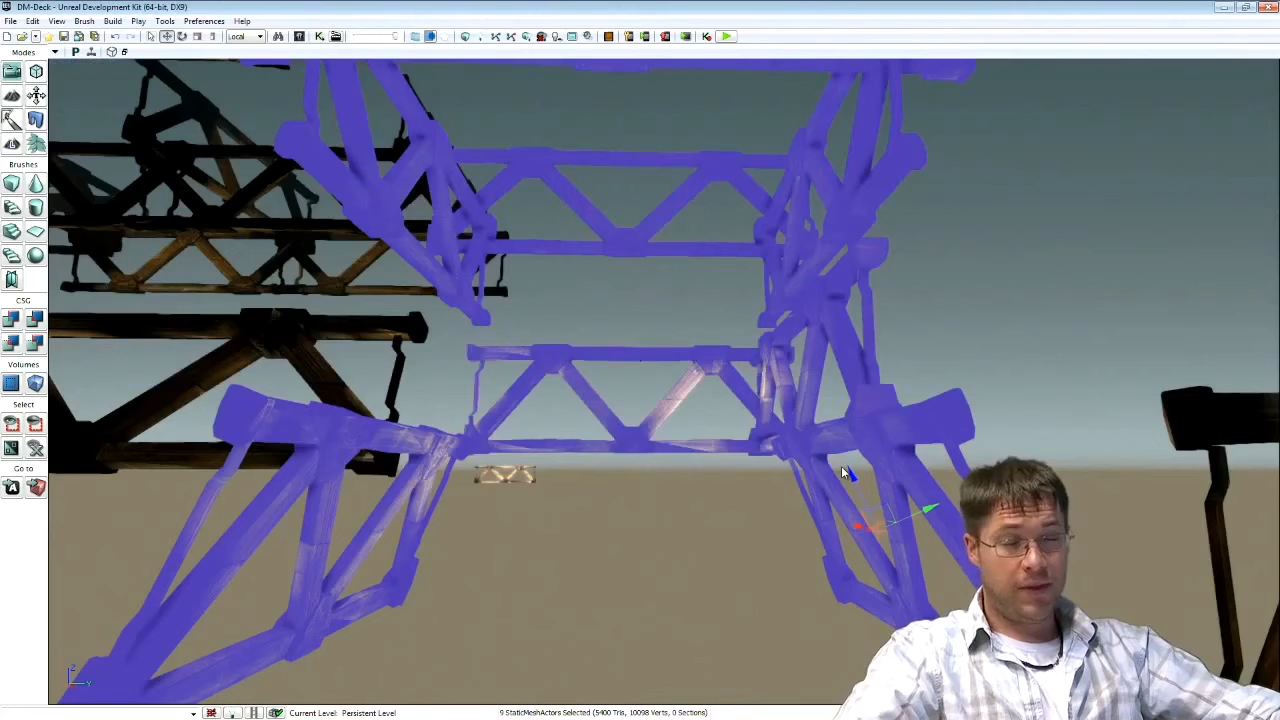 DM-Deck - Unreal Development Kit (64-bit, DX9)
File Edit View Brush Build Play Tools Preferences Help
Local
Modes
P
Brushes
CSG
Volumes
Select
Go to
Z
Y
Current Level: Persistent Level
9 StaticMeshActors Selected (5400 Tris, 10098 Verts, 0 Sections)